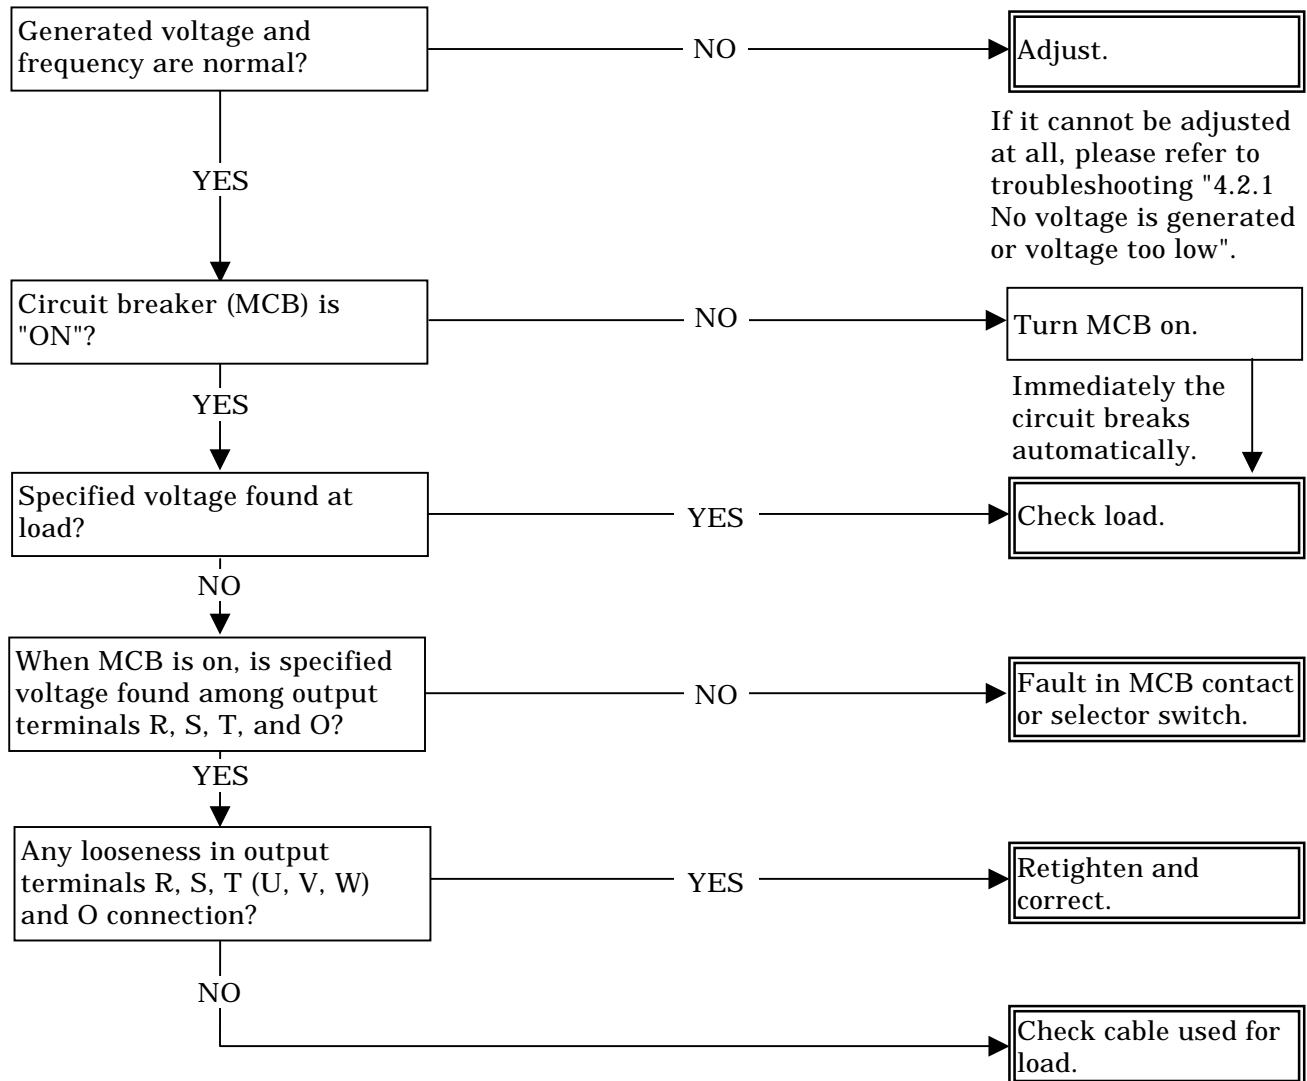 Generated voltage and
frequency are normal?
NO
Adjust.
If it cannot be adjusted
at all, please refer to
troubleshooting "4.2.1
No voltage is generated
or voltage too low".
YES
Circuit breaker (MCB) is
"ON"?
NO
Turn MCB on.
Immediately the
circuit breaks
automatically.
YES
Specified voltage found at
load?
YES
Check load.
NO
When MCB is on, is specified
voltage found among output
terminals R, S, T, and O?
NO
Fault in MCB contact
or selector switch.
YES
Any looseness in output
terminals R, S, T (U, V, W)
and O connection?
YES
Retighten and
correct.
NO
Check cable used for
load.